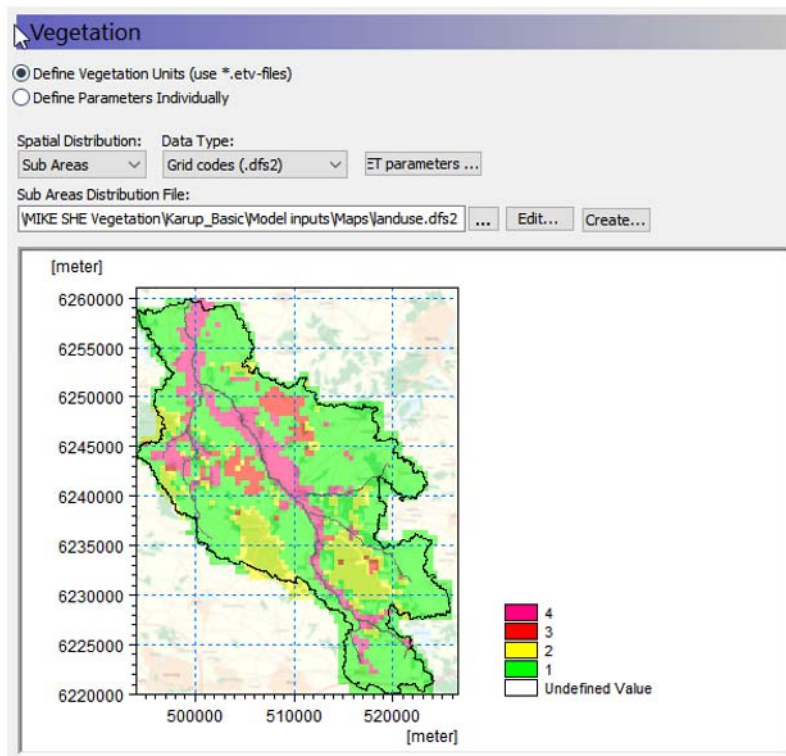 Vegetation
Define Vegetation Units (use *.etv-files)
Define Parameters Individually
Spatial Distribution: Data Type:
Sub Areas Grid codes (.dfs2) ET parameters ...
Sub Areas Distribution File:
\MIKE SHE Vegetation\Karup_Basic\Model inputs\Maps\landuse.dfs2 ... Edit... Create...
[meter]
6260000
6255000
6250000
6245000
6240000
6235000
6230000
6225000
6220000
500000 510000 520000
[meter]
4
3
2
1
Undefined Value